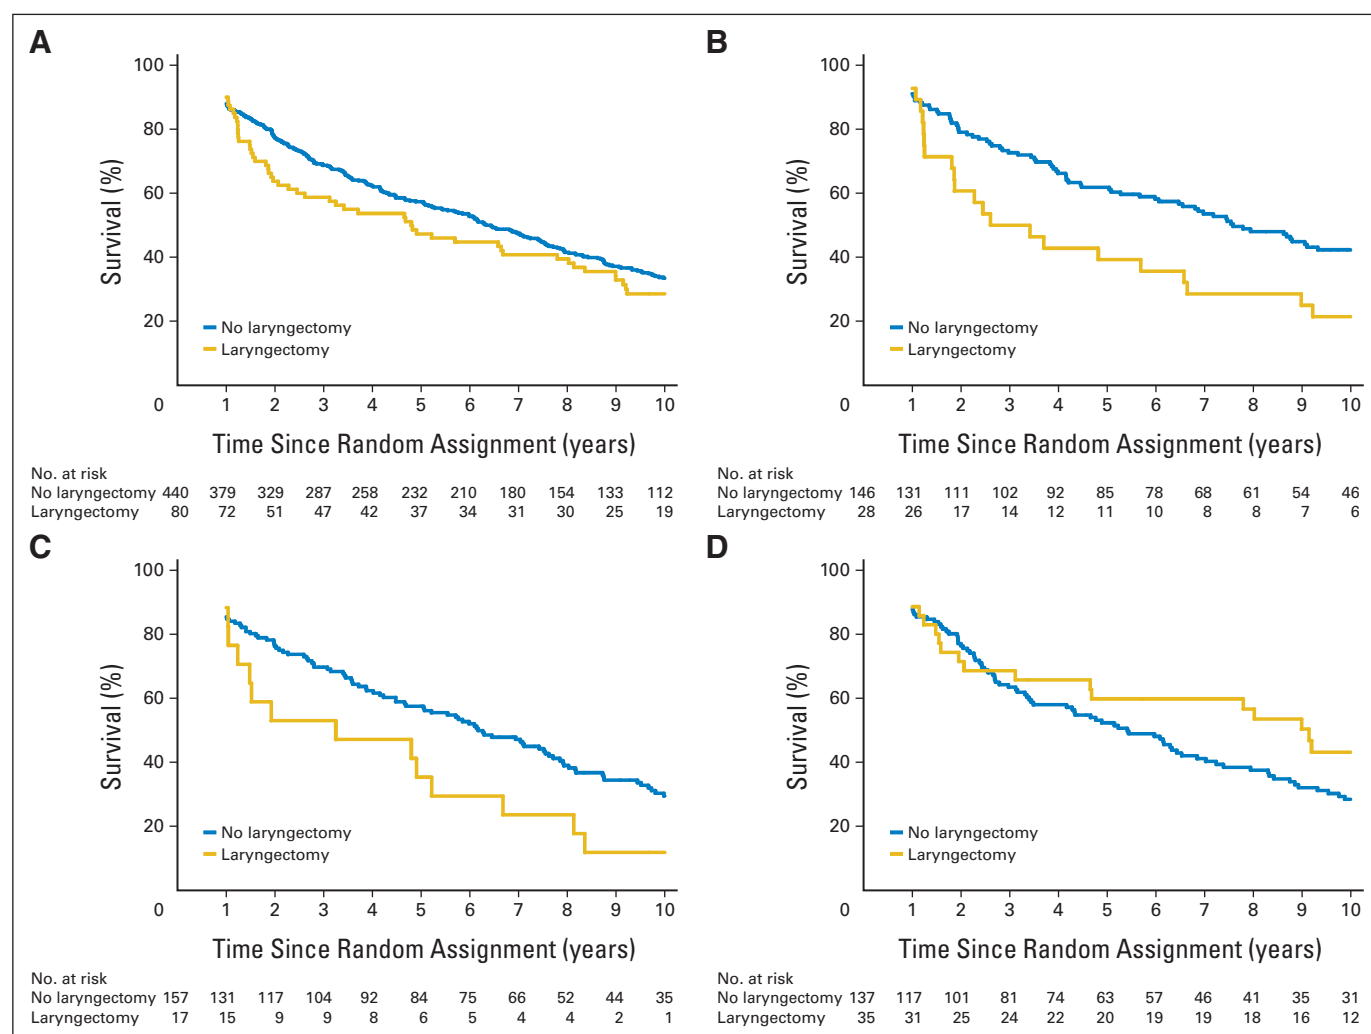 A
100
80
60
40
20
0
Survival (%)
No laryngectomy
Laryngectomy
1 2 3 4 5 6 7 8 9 10
Time Since Random Assignment (years)
No. at risk
No laryngectomy 440 379 329 287 258 232 210 180 154 133 112
Laryngectomy 80 72 51 47 42 37 34 31 30 25 19
B
100
80
60
40
20
0
Survival (%)
No laryngectomy
Laryngectomy
1 2 3 4 5 6 7 8 9 10
Time Since Random Assignment (years)
No. at risk
No laryngectomy 146 131 111 102 92 85 78 68 61 54 46
Laryngectomy 28 26 17 14 12 11 10 8 8 7 6
C
100
80
60
40
20
0
Survival (%)
No laryngectomy
Laryngectomy
1 2 3 4 5 6 7 8 9 10
Time Since Random Assignment (years)
No. at risk
No laryngectomy 157 131 117 104 92 84 75 66 52 44 35
Laryngectomy 17 15 9 9 8 6 5 4 4 2 1
D
100
80
60
40
20
0
Survival (%)
No laryngectomy
Laryngectomy
1 2 3 4 5 6 7 8 9 10
Time Since Random Assignment (years)
No. at risk
No laryngectomy 137 117 101 81 74 63 57 46 41 35 31
Laryngectomy 35 31 25 24 22 20 19 19 18 16 12